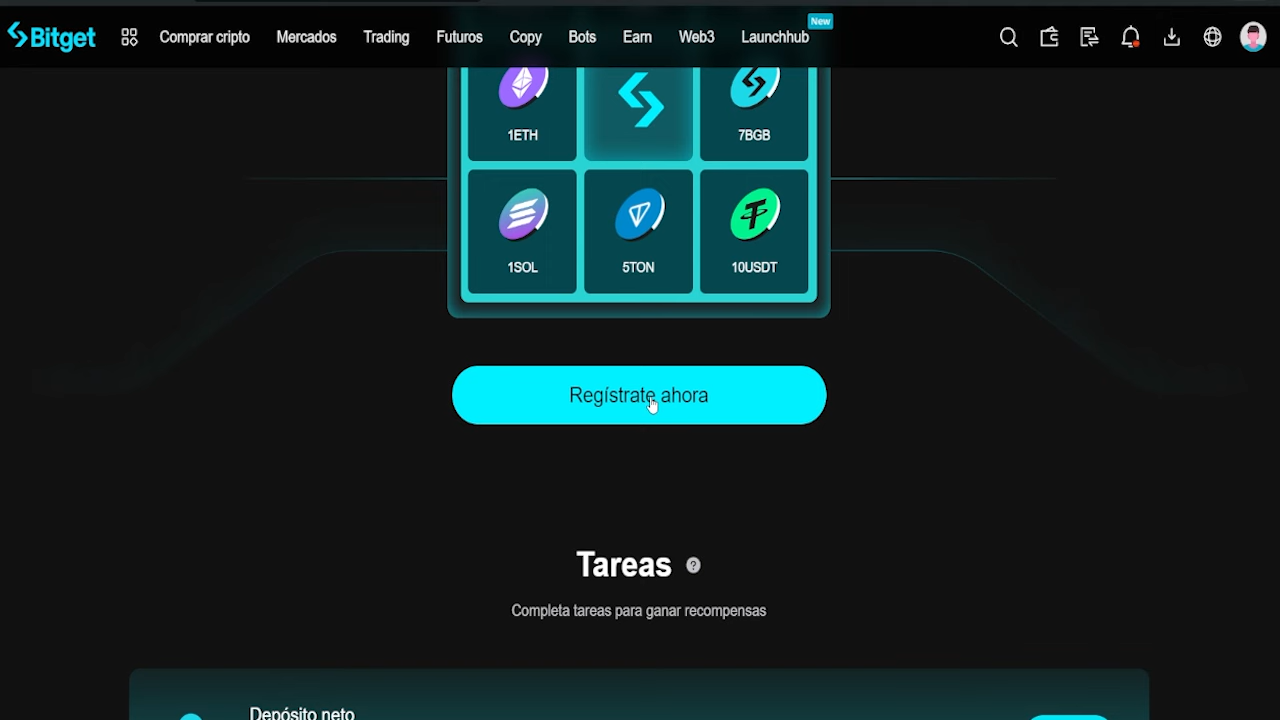 Bitget
Comprar cripto
Mercados
Trading
Futuros
Copy
Bots
Earn
Web3
Launchhub
New
1ETH
7BGB
1SOL
5TON
10USDT
Regístrate ahora
Tareas
Completa tareas para ganar recompensas
Depósito neto